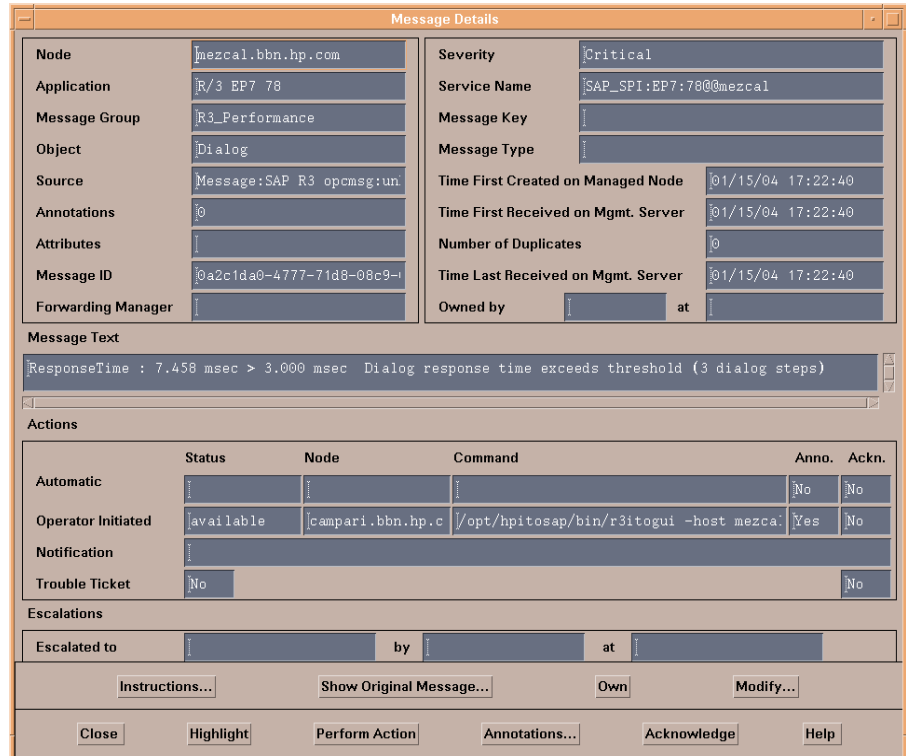 Message Details
Node mezcal.bbn.hp.com Severity Critical
Application R/3 EP7 78 Service Name SAP_SPI:EP7:78@@mezcal
Message Group R3_Performance Message Key
Object Dialog Message Type
Source Message:SAP R3 opcmsg:un Time First Created on Managed Node 01/15/04 17:22:40
Annotations 0 Time First Received on Mgmt. Server 01/15/04 17:22:40
Attributes Number of Duplicates 0
Message ID 0a2c1da0-4777-71d8-08c9- Time Last Received on Mgmt. Server 01/15/04 17:22:40
Forwarding Manager Owned by at
Message Text
ResponseTime : 7.458 msec > 3.000 msec Dialog response time exceeds threshold (3 dialog steps)
Actions
Status Node Command Anno. Ackn.
Automatic No No
Operator Initiated available campari.bbn.hp.c /opt/hpitosap/bin/r3itogui -host mezcal Yes No
Notification
Trouble Ticket No No
Escalations
Escalated to by at
Instructions... Show Original Message... Own Modify...
Close Highlight Perform Action Annotations... Acknowledge Help